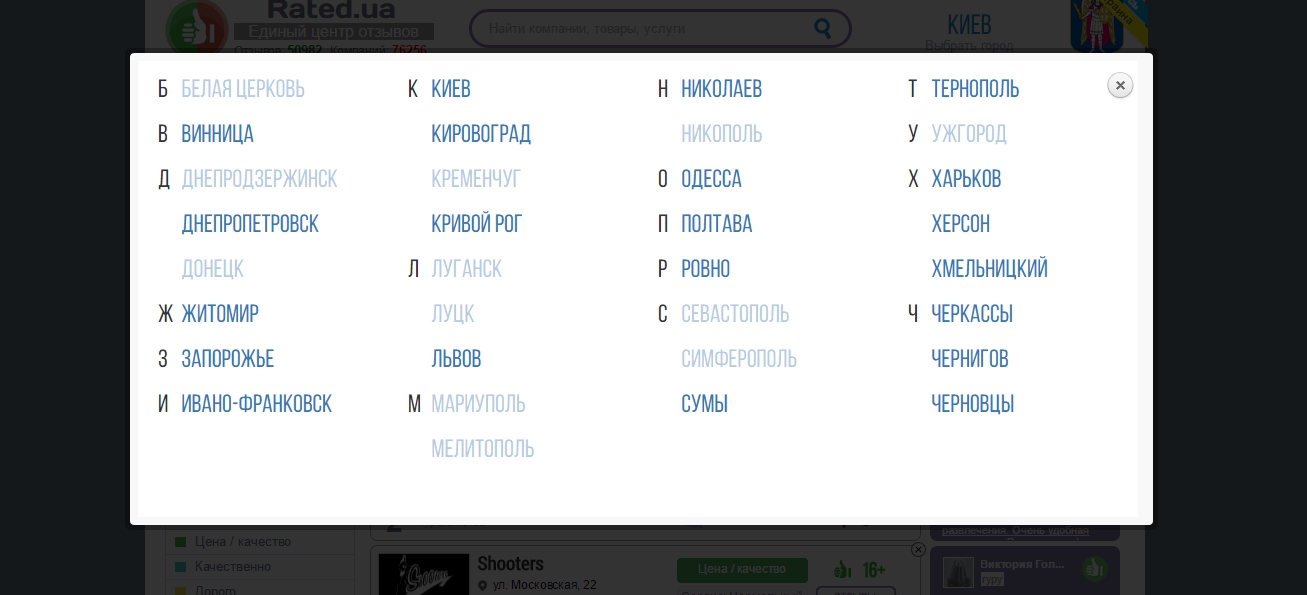 Rated.ua
Единый центр отзывов
Отзывов: 50982 Компаний: 76256
Найти компании, товары, услуги
КИЕВ
Выбрать город
Б БЕЛАЯ ЦЕРКОВЬ
В ВИННИЦА
Д ДНЕПРОДЗЕРЖИНСК
ДНЕПРОПЕТРОВСК
ДОНЕЦК
Ж ЖИТОМИР
З ЗАПОРОЖЬЕ
И ИВАНО-ФРАНКОВСК
К КИЕВ
КИРОВОГРАД
КРЕМЕНЧУГ
КРИВОЙ РОГ
Л ЛУГАНСК
ЛУЦК
ЛЬВОВ
М МАРИУПОЛЬ
МЕЛИТОПОЛЬ
Н НИКОЛАЕВ
НИКОПОЛЬ
О ОДЕССА
П ПОЛТАВА
Р РОВНО
С СЕВАСТОПОЛЬ
СИМФЕРОПОЛЬ
СУМЫ
Т ТЕРНОПОЛЬ
У УЖГОРОД
Х ХАРЬКОВ
ХЕРСОН
ХМЕЛЬНИЦКИЙ
Ч ЧЕРКАССЫ
ЧЕРНИГОВ
ЧЕРНОВЦЫ
Цена / качество
Качественно
Дорого
Shooters
ул. Московская, 22
Цена / качество
16+
развлечения. Очень удобная
Виктория Гол...
гуру